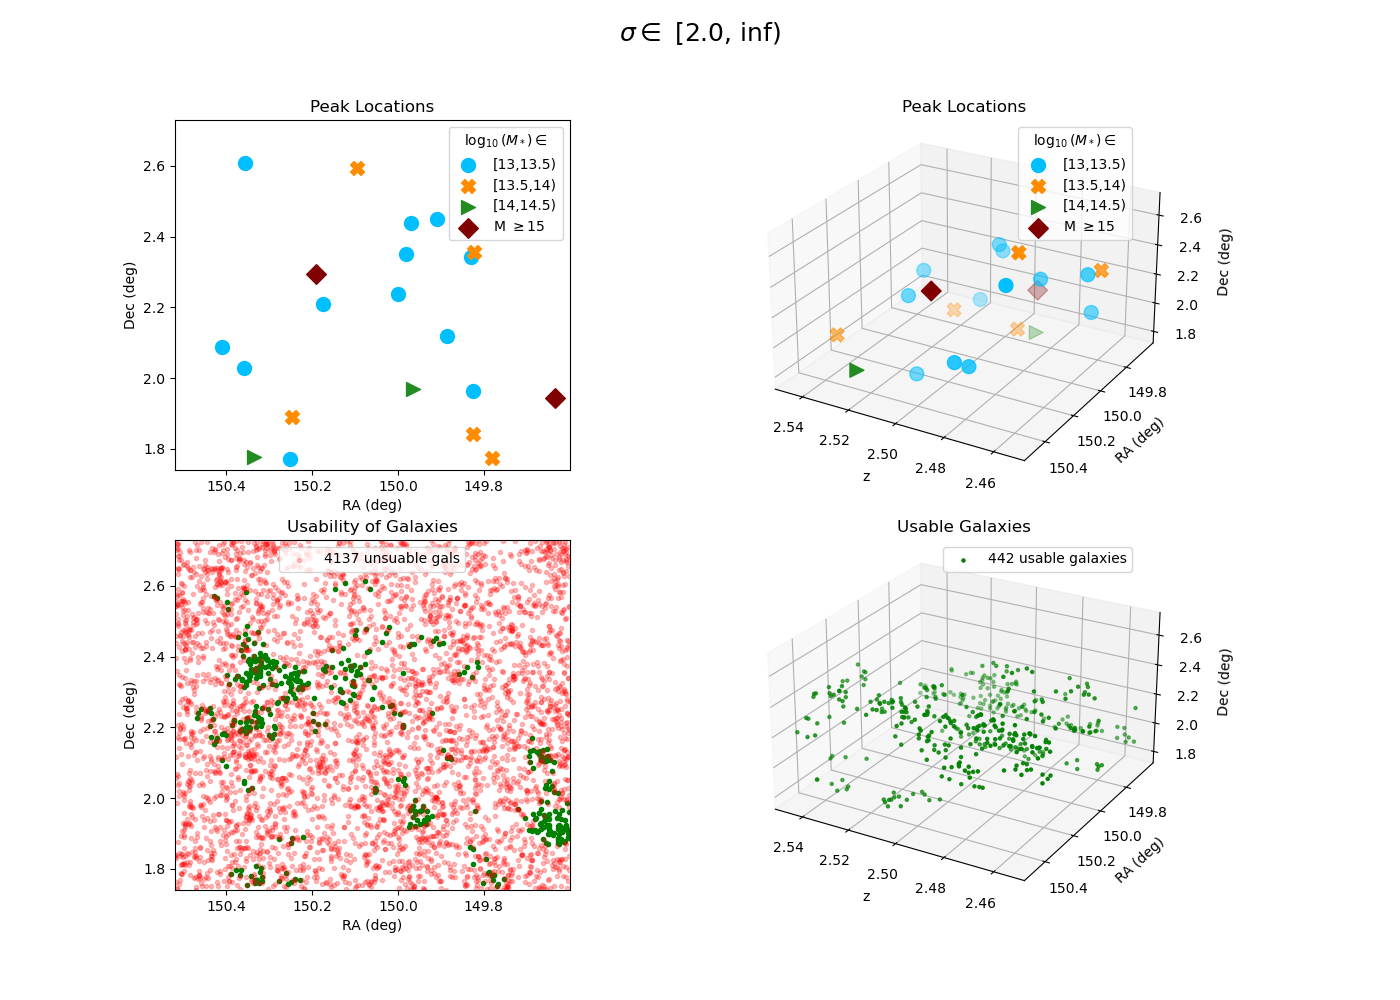 σ ∈ [2.0, inf)
Peak Locations
log₁₀(M*) ∈
[13,13.5)
[13.5,14)
[14,14.5)
M ≥15
2.6
2.4
2.2
2.0
1.8
Dec (deg)
150.4 150.2 150.0 149.8
RA (deg)
Peak Locations
log₁₀(M*) ∈
[13,13.5)
[13.5,14)
[14,14.5)
M ≥15
2.6
2.4
2.2
2.0
1.8
Dec (deg)
149.8
150.0
150.2
150.4
RA (deg)
2.54
2.52
2.50
2.48
2.46
z
Usability of Galaxies
4137 unsuable gals
2.6
2.4
2.2
2.0
1.8
Dec (deg)
150.4 150.2 150.0 149.8
RA (deg)
Usable Galaxies
442 usable galaxies
2.6
2.4
2.2
2.0
1.8
Dec (deg)
149.8
150.0
150.2
150.4
RA (deg)
2.54
2.52
2.50
2.48
2.46
z